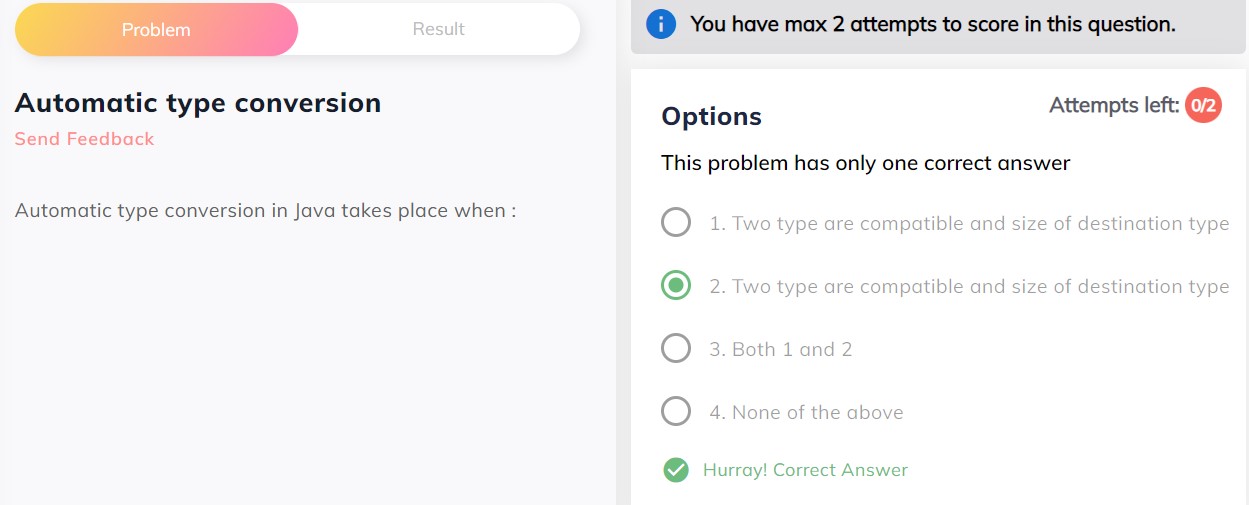 Problem
Result
Automatic type conversion
Send Feedback
Automatic type conversion in Java takes place when :
You have max 2 attempts to score in this question.
Options
Attempts left: 0/2
This problem has only one correct answer
1. Two type are compatible and size of destination type
2. Two type are compatible and size of destination type
3. Both 1 and 2
4. None of the above
Hurray! Correct Answer